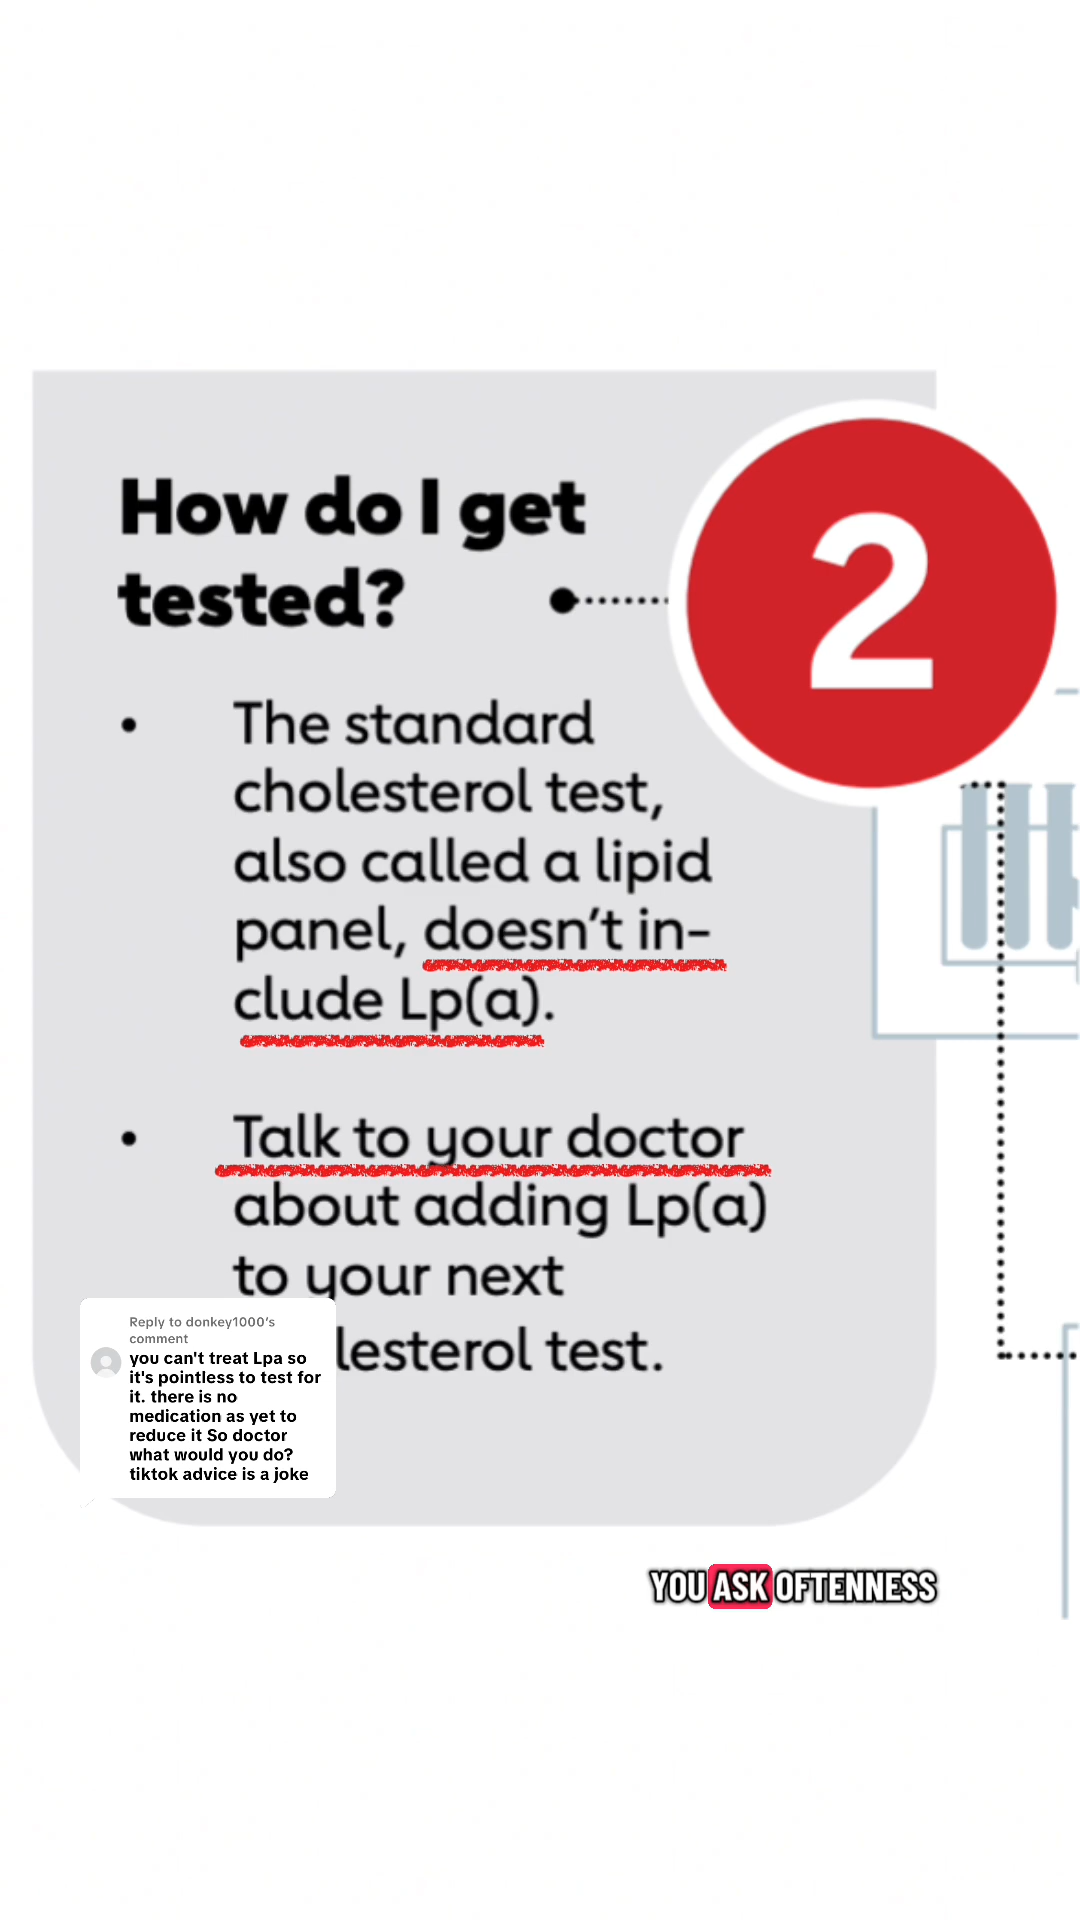 How do I get
tested?
2
• The standard
cholesterol test,
also called a lipid
panel, doesn't in-
clude Lp(a).
• Talk to your doctor
about adding Lp(a)
to your next
lesterol test.
Reply to donkey1000's
comment
you can't treat Lpa so
it's pointless to test for
it. there is no
medication as yet to
reduce it So doctor
what would you do?
tiktok advice is a joke
YOU ASK OFTENNESS